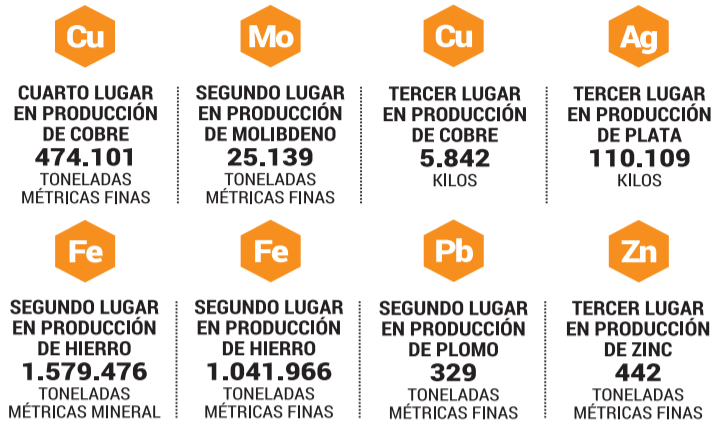 Cu
CUARTO LUGAR
EN PRODUCCIÓN
DE COBRE
474.101
TONELADAS
MÉTRICAS FINAS
Mo
SEGUNDO LUGAR
EN PRODUCCIÓN
DE MOLIBDENO
25.139
TONELADAS
MÉTRICAS FINAS
Cu
TERCER LUGAR
EN PRODUCCIÓN
DE COBRE
5.842
KILOS
Ag
TERCER LUGAR
EN PRODUCCIÓN
DE PLATA
110.109
KILOS
Fe
SEGUNDO LUGAR
EN PRODUCCIÓN
DE HIERRO
1.579.476
TONELADAS
MÉTRICAS MINERAL
Fe
SEGUNDO LUGAR
EN PRODUCCIÓN
DE HIERRO
1.041.966
TONELADAS
MÉTRICAS FINAS
Pb
SEGUNDO LUGAR
EN PRODUCCIÓN
DE PLOMO
329
TONELADAS
MÉTRICAS FINAS
Zn
TERCER LUGAR
EN PRODUCCIÓN
DE ZINC
442
TONELADAS
MÉTRICAS FINAS